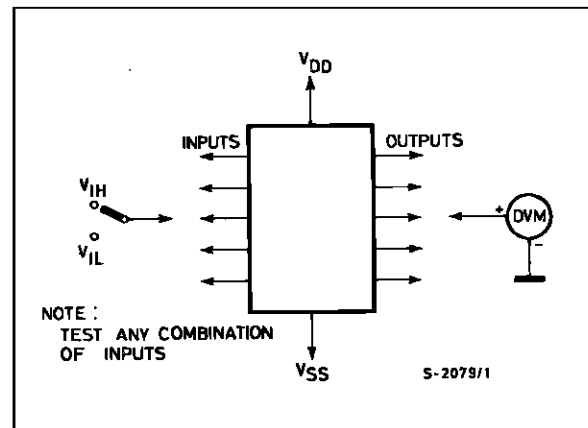 VDD
INPUTS OUTPUTS
VIH
VIL
+ DVM
-
NOTE :
TEST ANY COMBINATION
OF INPUTS
VSS
S-2079/1